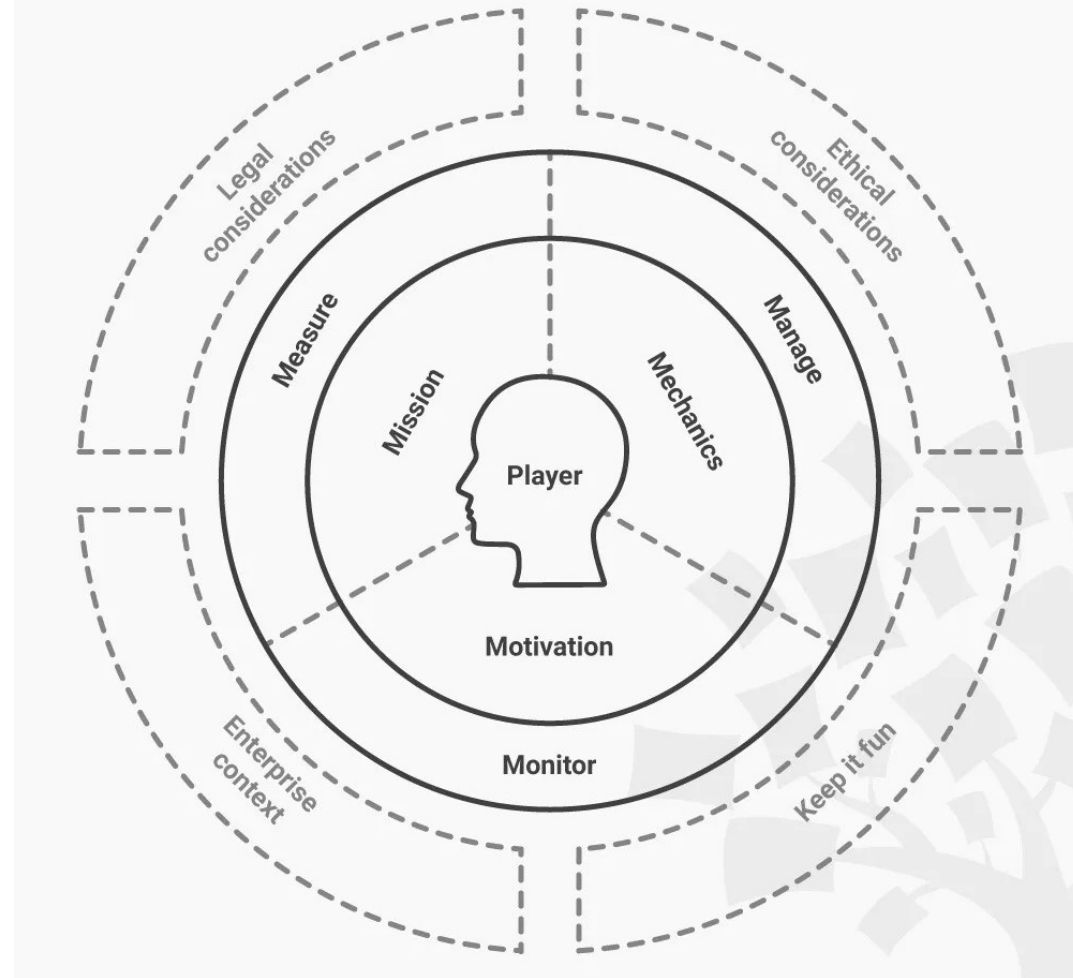 Legal
considerations
Ethical
considerations
Measure
Manage
Mission
Mechanics
Player
Motivation
Monitor
Enterprise
context
Keep it fun